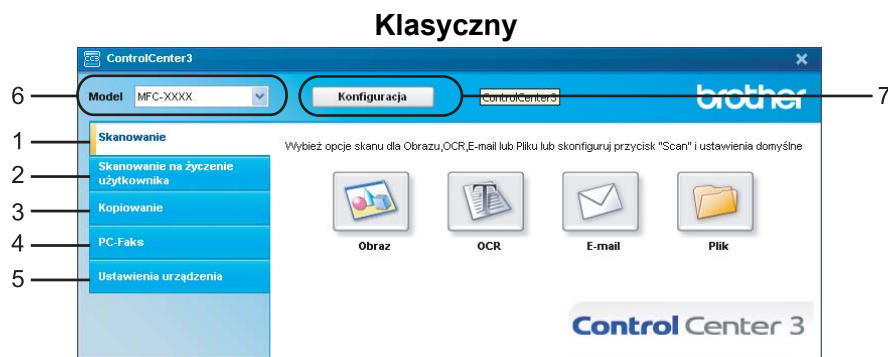 Klasyczny
ControlCenter3
6
Model MFC-XXXX
Konfiguracja
ControlCenter3
brother
7
1
Skanowanie
Wybież opcje skanu dla Obrazu,OCR,E-mail lub Pliku lub skonfiguruj przycisk "Scan" i ustawienia domyślne
2
Skanowanie na życzenie
użytkownika
3
Kopiowanie
4
PC-Faks
5
Ustawienia urządzenia
Obraz
OCR
E-mail
Plik
Control Center 3